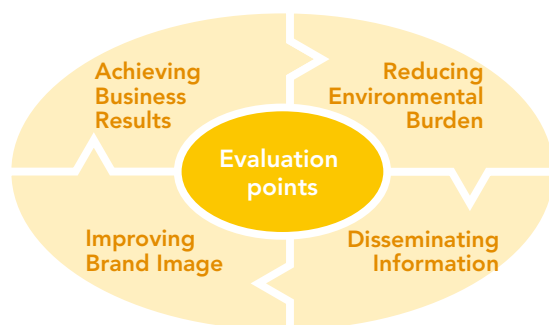 Achieving
Business
Results
Reducing
Environmental
Burden
Evaluation
points
Improving
Brand Image
Disseminating
Information